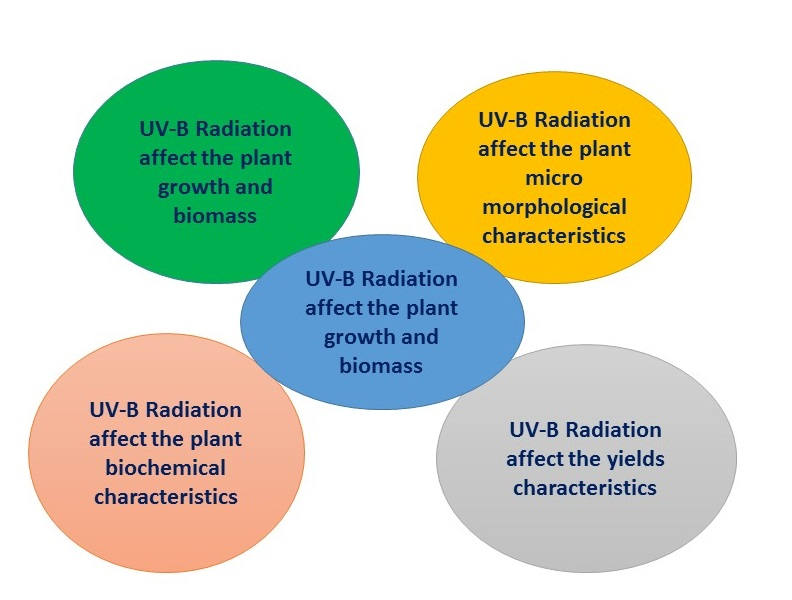 UV-B Radiation
affect the plant
growth and
biomass
UV-B Radiation
affect the plant
micro
morphological
characteristics
UV-B Radiation
affect the plant
growth and
biomass
UV-B Radiation
affect the plant
biochemical
characteristics
UV-B Radiation
affect the yields
characteristics